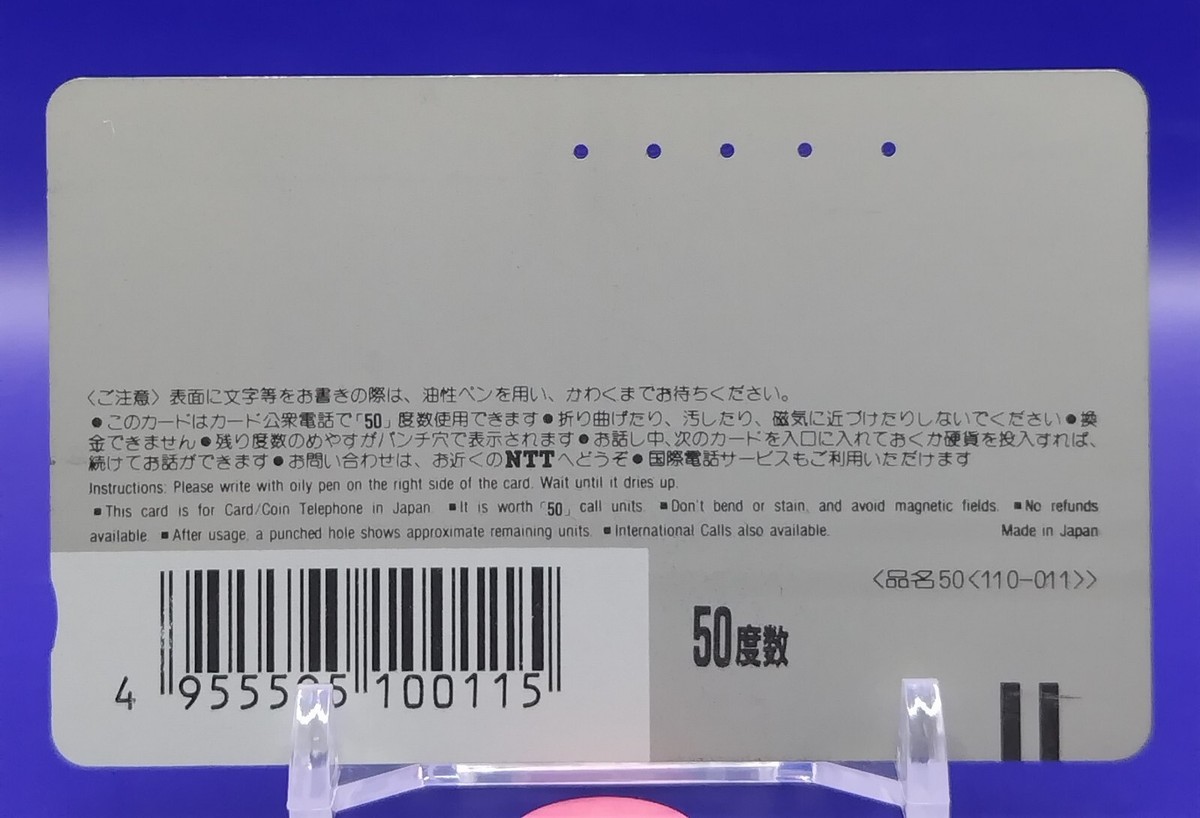 〈ご注意〉表面に文字等をお書きの際は、油性ペンを用い、かわくまでお待ちください。
●このカードはカード公衆電話で「50」度数使用できます●折り曲げたり、汚したり、磁気に近づけたりしないでください●換
金できません●残り度数のめやすがパンチ穴で表示されます●お話し中、次のカードを入口に入れておくか硬貨を投入すれば、
続けてお話ができます●お問い合わせは、お近くのNTTへどうぞ●国際電話サービスもご利用いただけます
Instructions: Please write with oily pen on the right side of the card. Wait until it dries up.
■This card is for Card/Coin Telephone in Japan. ■It is worth「50」call units. ■Don't bend or stain, and avoid magnetic fields. ■No refunds
available. ■After usage, a punched hole shows approximate remaining units. ■International Calls also available. Made in Japan
〈品名50〈110-011〉〉
50度数
4 955505 100115